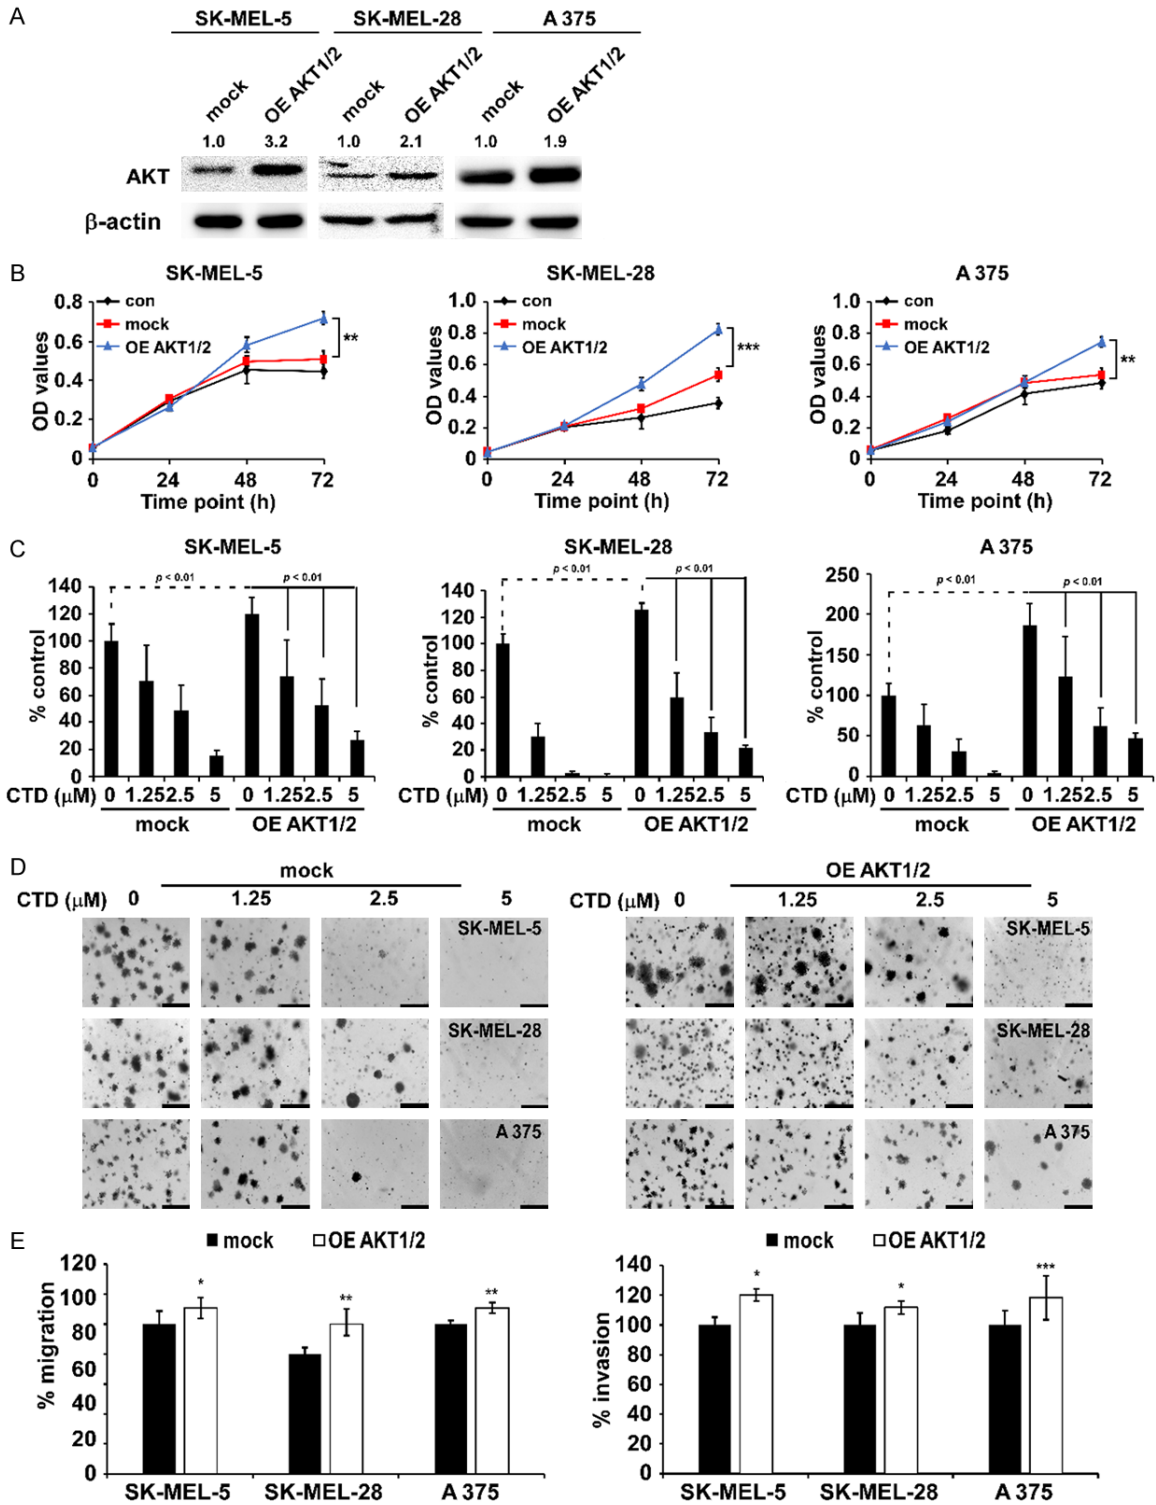 A
SK-MEL-5 SK-MEL-28 A 375
mock OE AKT1/2 mock OE AKT1/2 mock OE AKT1/2
1.0 3.2 1.0 2.1 1.0 1.9
AKT
β-actin
B
SK-MEL-5
OD values
0.8
0.6
0.4
0.2
0
con
mock
OE AKT1/2
**
0 24 48 72
Time point (h)
SK-MEL-28
OD values
1.0
0.8
0.6
0.4
0.2
0
con
mock
OE AKT1/2
***
0 24 48 72
Time point (h)
A 375
OD values
1.0
0.8
0.6
0.4
0.2
0
con
mock
OE AKT1/2
**
0 24 48 72
Time point (h)
C
SK-MEL-5
% control
140
120
100
80
60
40
20
0
p < 0.01 p < 0.01
CTD (μM) 0 1.25 2.5 5 0 1.25 2.5 5
mock OE AKT1/2
SK-MEL-28
% control
140
120
100
80
60
40
20
0
p < 0.01 p < 0.01
CTD (μM) 0 1.25 2.5 5 0 1.25 2.5 5
mock OE AKT1/2
A 375
% control
250
200
150
100
50
0
p < 0.01 p < 0.01
CTD (μM) 0 1.25 2.5 5 0 1.25 2.5 5
mock OE AKT1/2
D
mock OE AKT1/2
CTD (μM) 0 1.25 2.5 5 CTD (μM) 0 1.25 2.5 5
SK-MEL-5 SK-MEL-5
SK-MEL-28 SK-MEL-28
A 375 A 375
E
mock OE AKT1/2
% migration
120
100
80
60
40
20
0
* ** **
SK-MEL-5 SK-MEL-28 A 375
mock OE AKT1/2
% invasion
140
120
100
80
60
40
20
0
* * ***
SK-MEL-5 SK-MEL-28 A 375